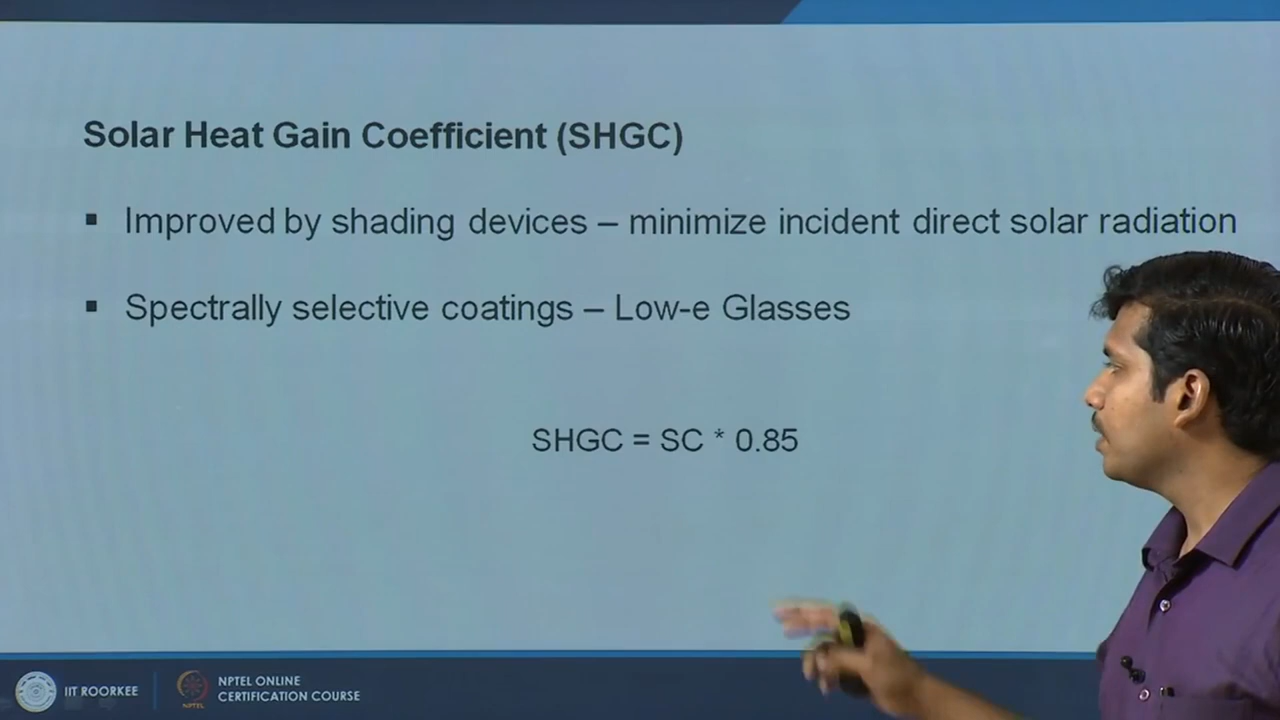 Solar Heat Gain Coefficient (SHGC)
▪ Improved by shading devices – minimize incident direct solar radiation
▪ Spectrally selective coatings – Low-e Glasses
SHGC = SC * 0.85
IIT ROORKEE
NPTEL
NPTEL ONLINE
CERTIFICATION COURSE